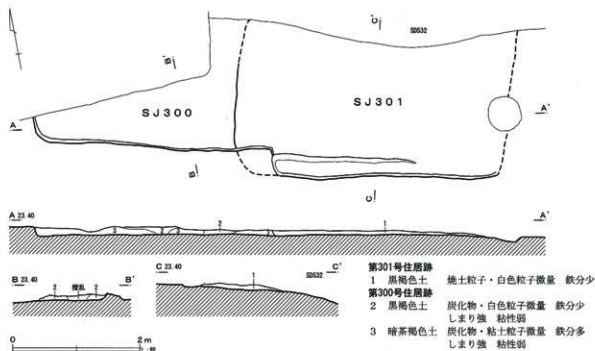 C'
SD532
B'
SJ300
SJ301
A
A'
B
C
A 23.40
A'
3 2 1
B 23.40
B'
2 撹乱 2
C 23.40
C'
1
SD532
第301号住居跡
1 黒褐色土 焼土粒子・白色粒子微量 鉄分少
第300号住居跡
2 黒褐色土 炭化物・白色粒子微量 鉄分少
しまり強 粘性弱
3 暗茶褐色土 炭化物・粘土粒子微量 鉄分多
しまり強 粘性弱
0 2m